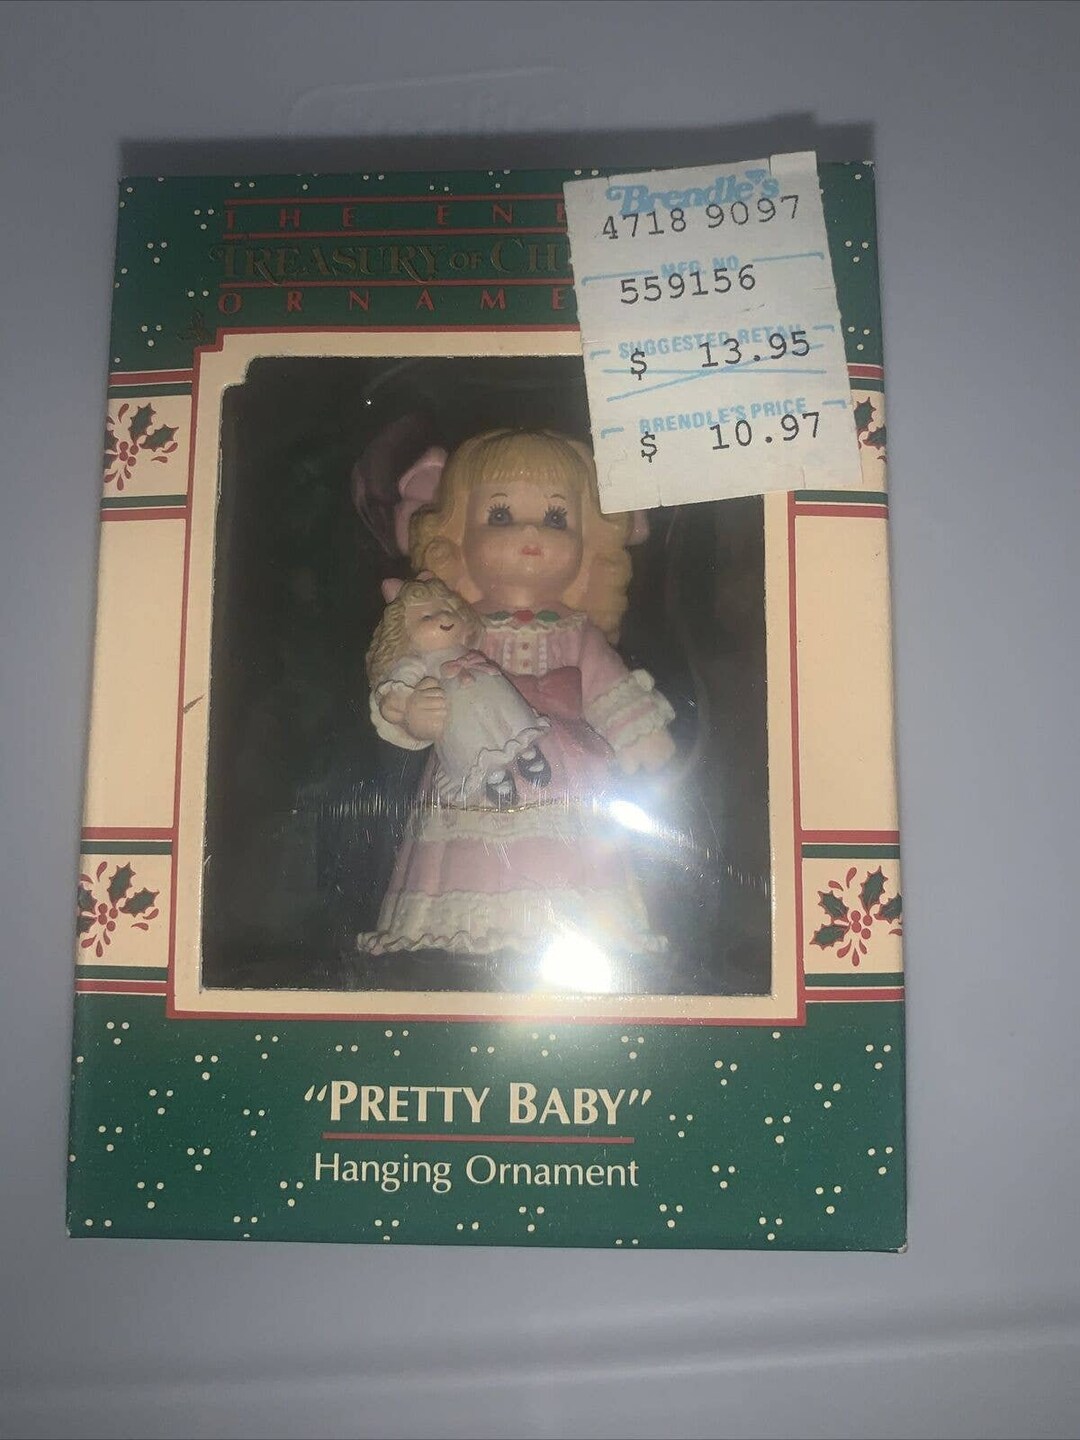 THE ENE
TREASURY OF CH
ORNAME
Brendle's
4718 9097
MFG. NO.
559156
SUGGESTED RETAIL
$ 13.95
BRENDLE'S PRICE
$ 10.97
"PRETTY BABY"
Hanging Ornament